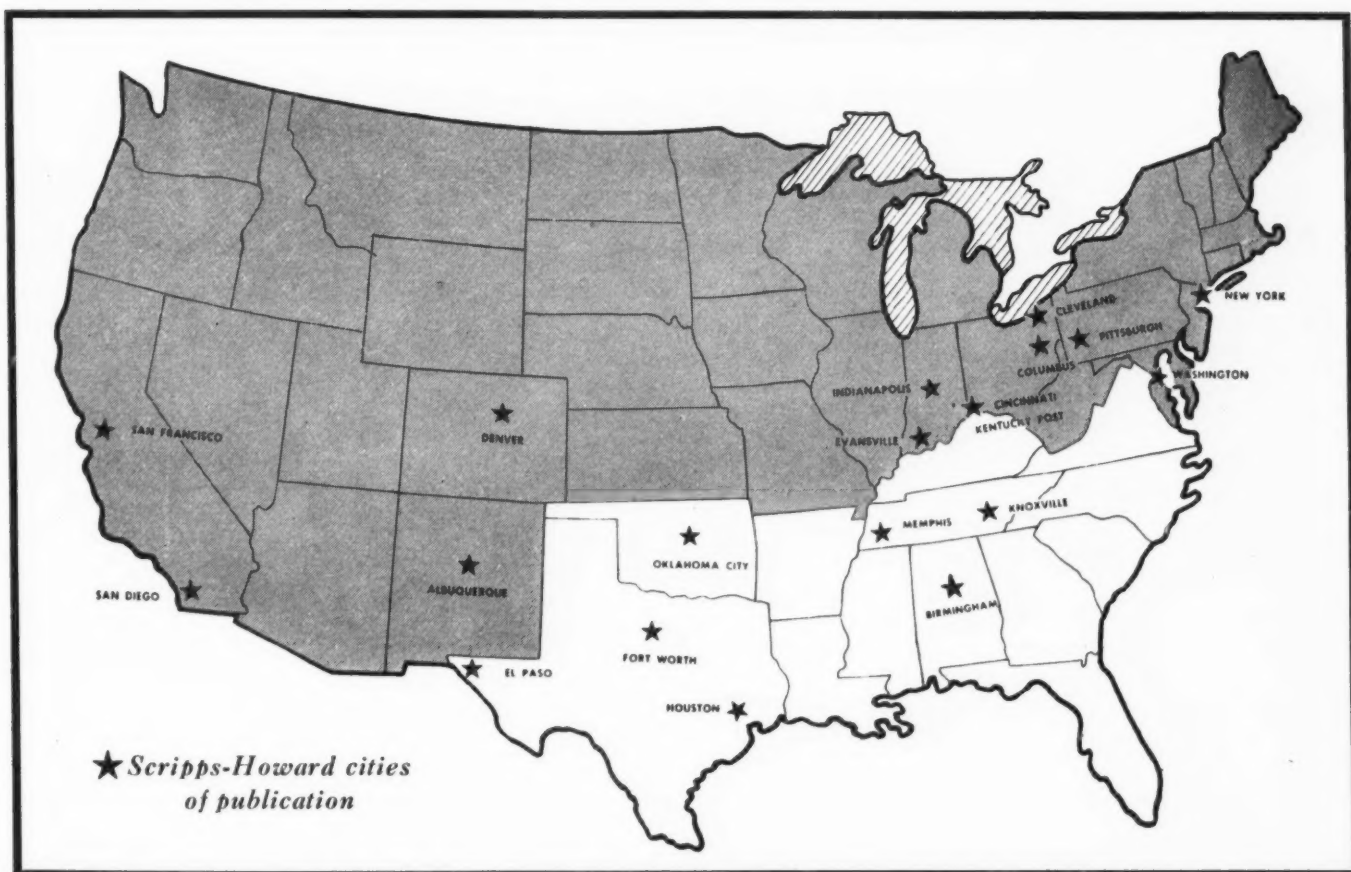 NEW YORK
CLEVELAND
PITTSBURGH
COLUMBUS
WASHINGTON
INDIANAPOLIS
CINCINNATI
KENTUCKY POST
EVANSVILLE
SAN FRANCISCO
DENVER
KNOXVILLE
MEMPHIS
OKLAHOMA CITY
SAN DIEGO
ALBUQUERQUE
BIRMINGHAM
FORT WORTH
EL PASO
HOUSTON
Scripps-Howard cities
of publication